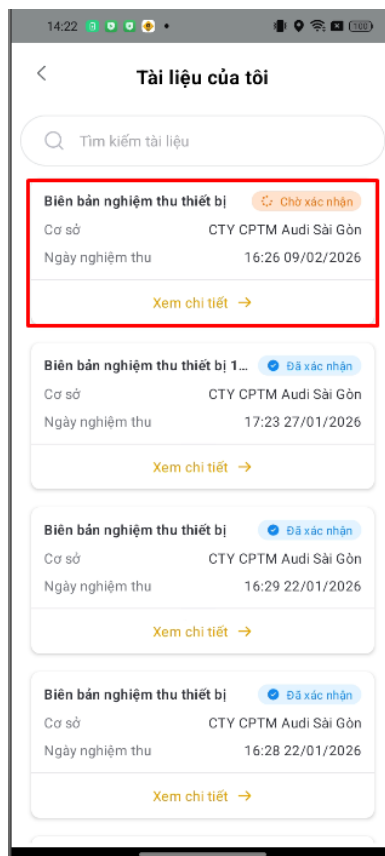 14:22
100
Tài liệu của tôi
Tìm kiếm tài liệu
Biên bản nghiệm thu thiết bị Chờ xác nhận
Cơ sở CTY CPTM Audi Sài Gòn
Ngày nghiệm thu 16:26 09/02/2026
Xem chi tiết →
Biên bản nghiệm thu thiết bị 1... Đã xác nhận
Cơ sở CTY CPTM Audi Sài Gòn
Ngày nghiệm thu 17:23 27/01/2026
Xem chi tiết →
Biên bản nghiệm thu thiết bị Đã xác nhận
Cơ sở CTY CPTM Audi Sài Gòn
Ngày nghiệm thu 16:29 22/01/2026
Xem chi tiết →
Biên bản nghiệm thu thiết bị Đã xác nhận
Cơ sở CTY CPTM Audi Sài Gòn
Ngày nghiệm thu 16:28 22/01/2026
Xem chi tiết →